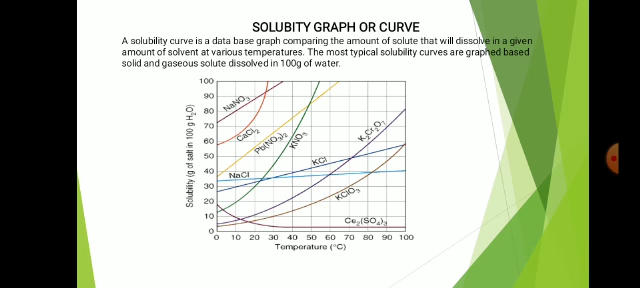 SOLUBITY GRAPH OR CURVE
A solubility curve is a data base graph comparing the amount of solute that will dissolve in a given
amount of solvent at various temperatures. The most typical solubility curves are graphed based
solid and gaseous solute dissolved in 100g of water.
Solubility (g of salt in 100 g H₂O)
100
90
80
70
60
50
40
30
20
10
0
NaNO₃
CaCl₂
Pb(NO₃)₂
KNO₃
K₂Cr₂O₇
KCl
NaCl
KClO₃
Ce₂(SO₄)₃
0 10 20 30 40 50 60 70 80 90 100
Temperature (°C)